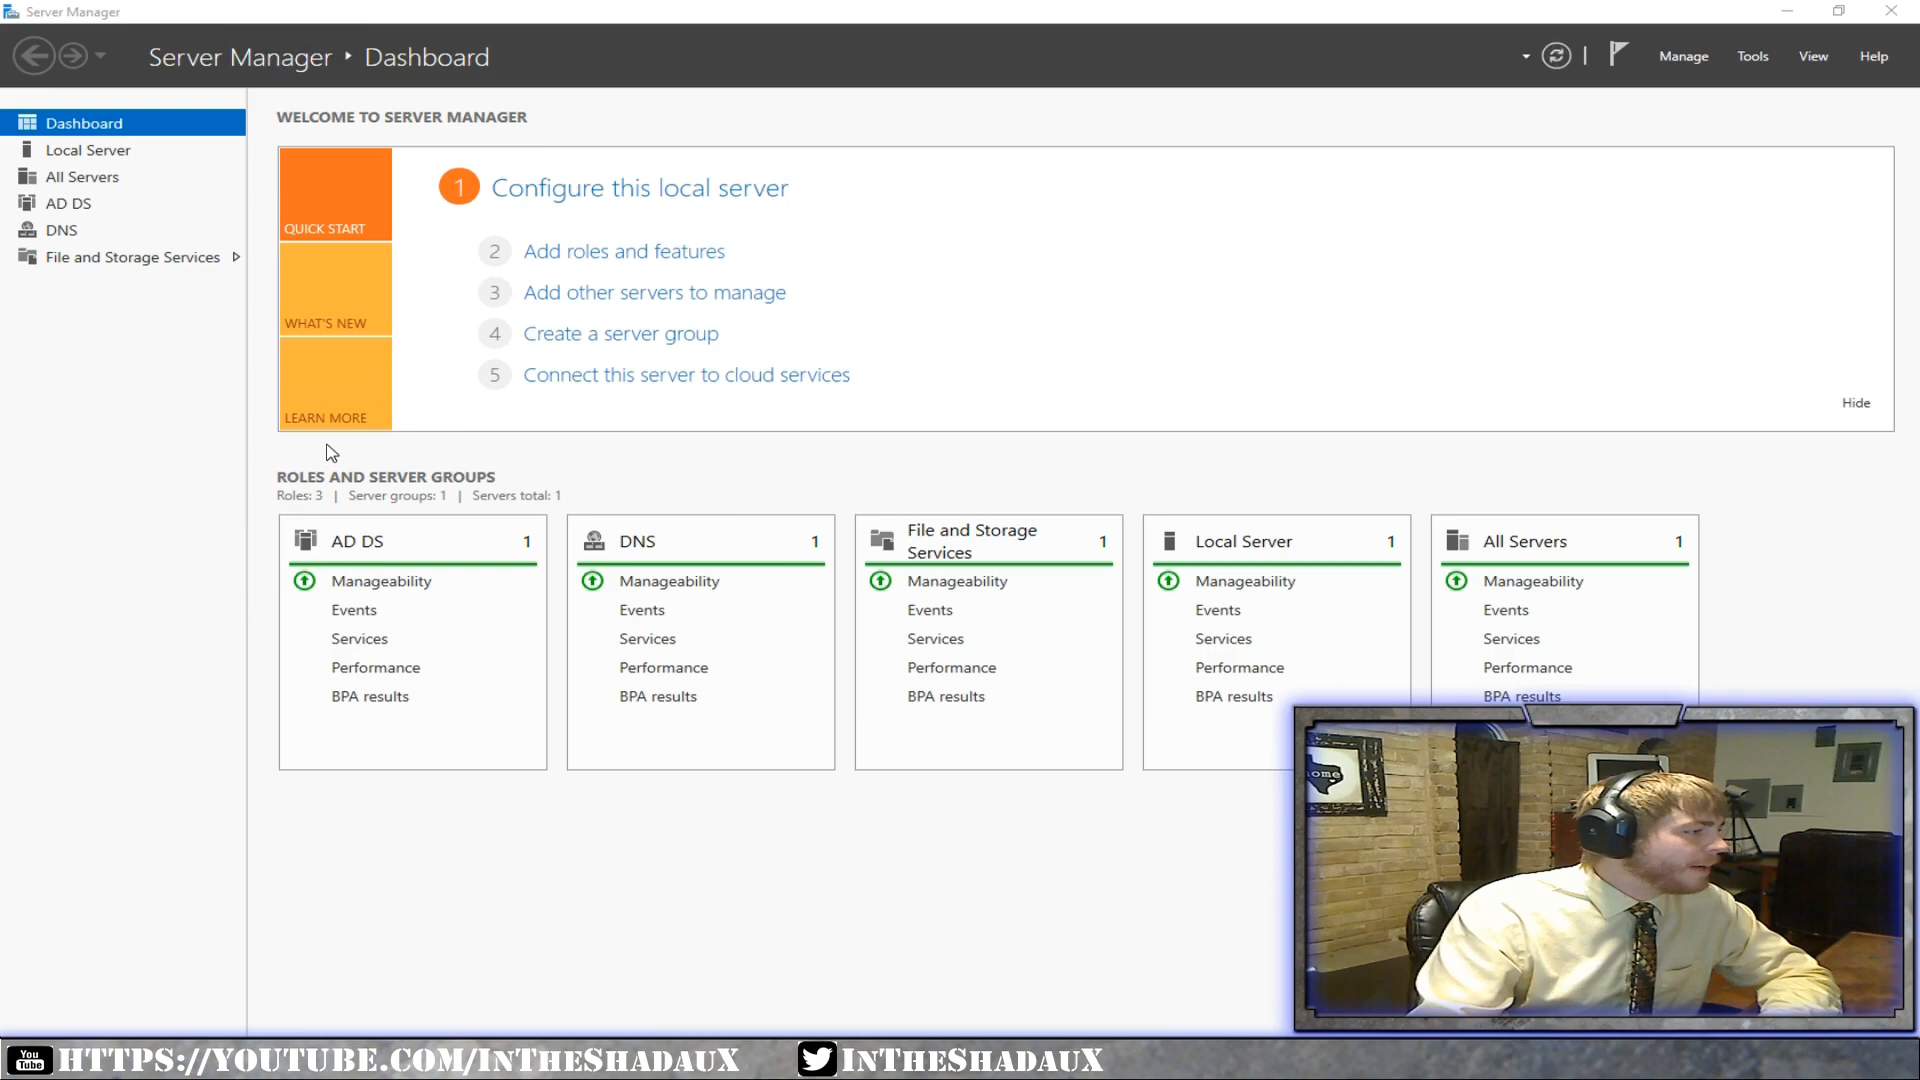 Server Manager
Server Manager ‣ Dashboard
Manage
Tools
View
Help
Dashboard
Local Server
All Servers
AD DS
DNS
File and Storage Services
WELCOME TO SERVER MANAGER
QUICK START
WHAT'S NEW
LEARN MORE
1 Configure this local server
2 Add roles and features
3 Add other servers to manage
4 Create a server group
5 Connect this server to cloud services
Hide
ROLES AND SERVER GROUPS
Roles: 3 | Server groups: 1 | Servers total: 1
AD DS 1
Manageability
Events
Services
Performance
BPA results
DNS 1
Manageability
Events
Services
Performance
BPA results
File and Storage
Services 1
Manageability
Events
Services
Performance
BPA results
Local Server 1
Manageability
Events
Services
Performance
BPA results
All Servers 1
Manageability
Events
Services
Performance
BPA results
You
Tube
HTTPS://YOUTUBE.COM/INTHESHADAUX
INTHESHADAUX